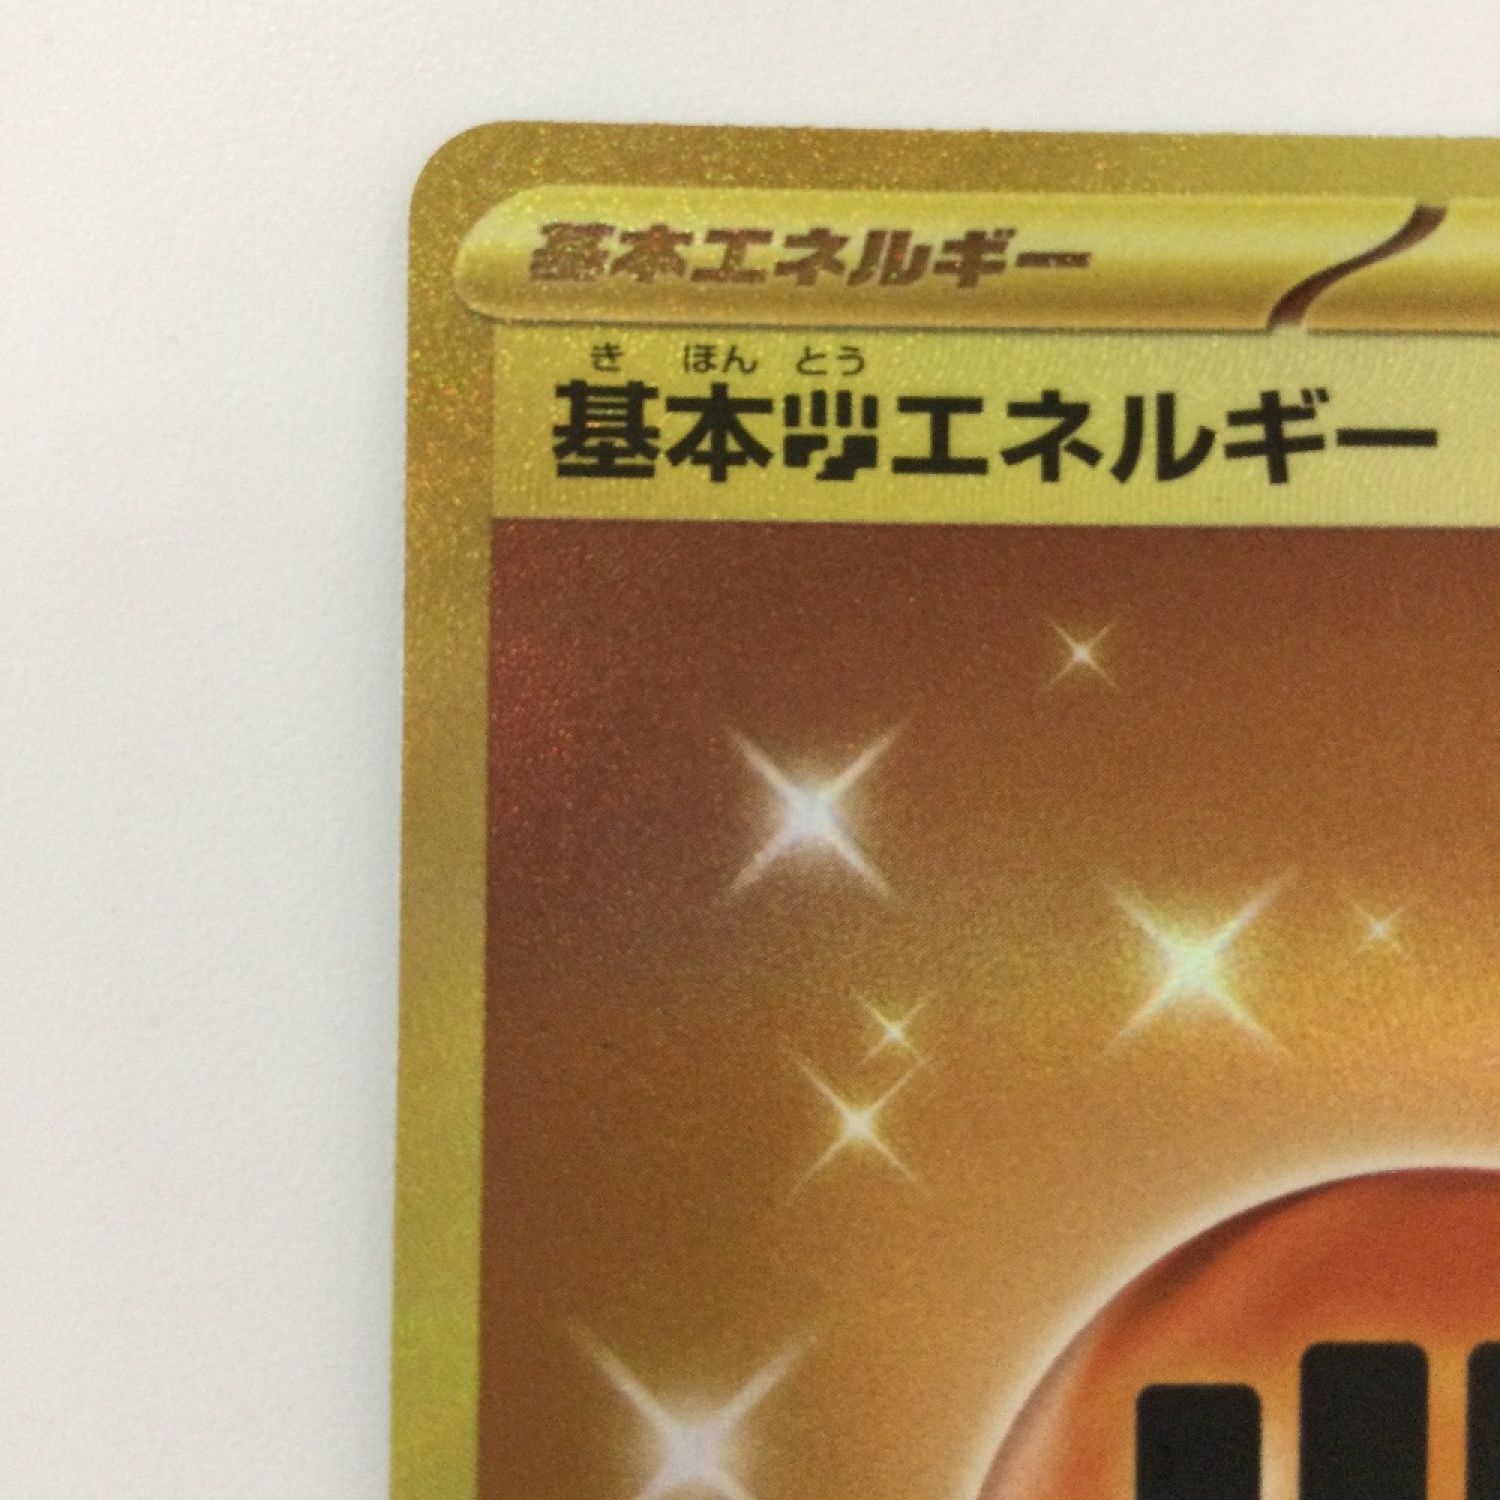 基本エネルギー
き ほん とう
基本闘エネルギー